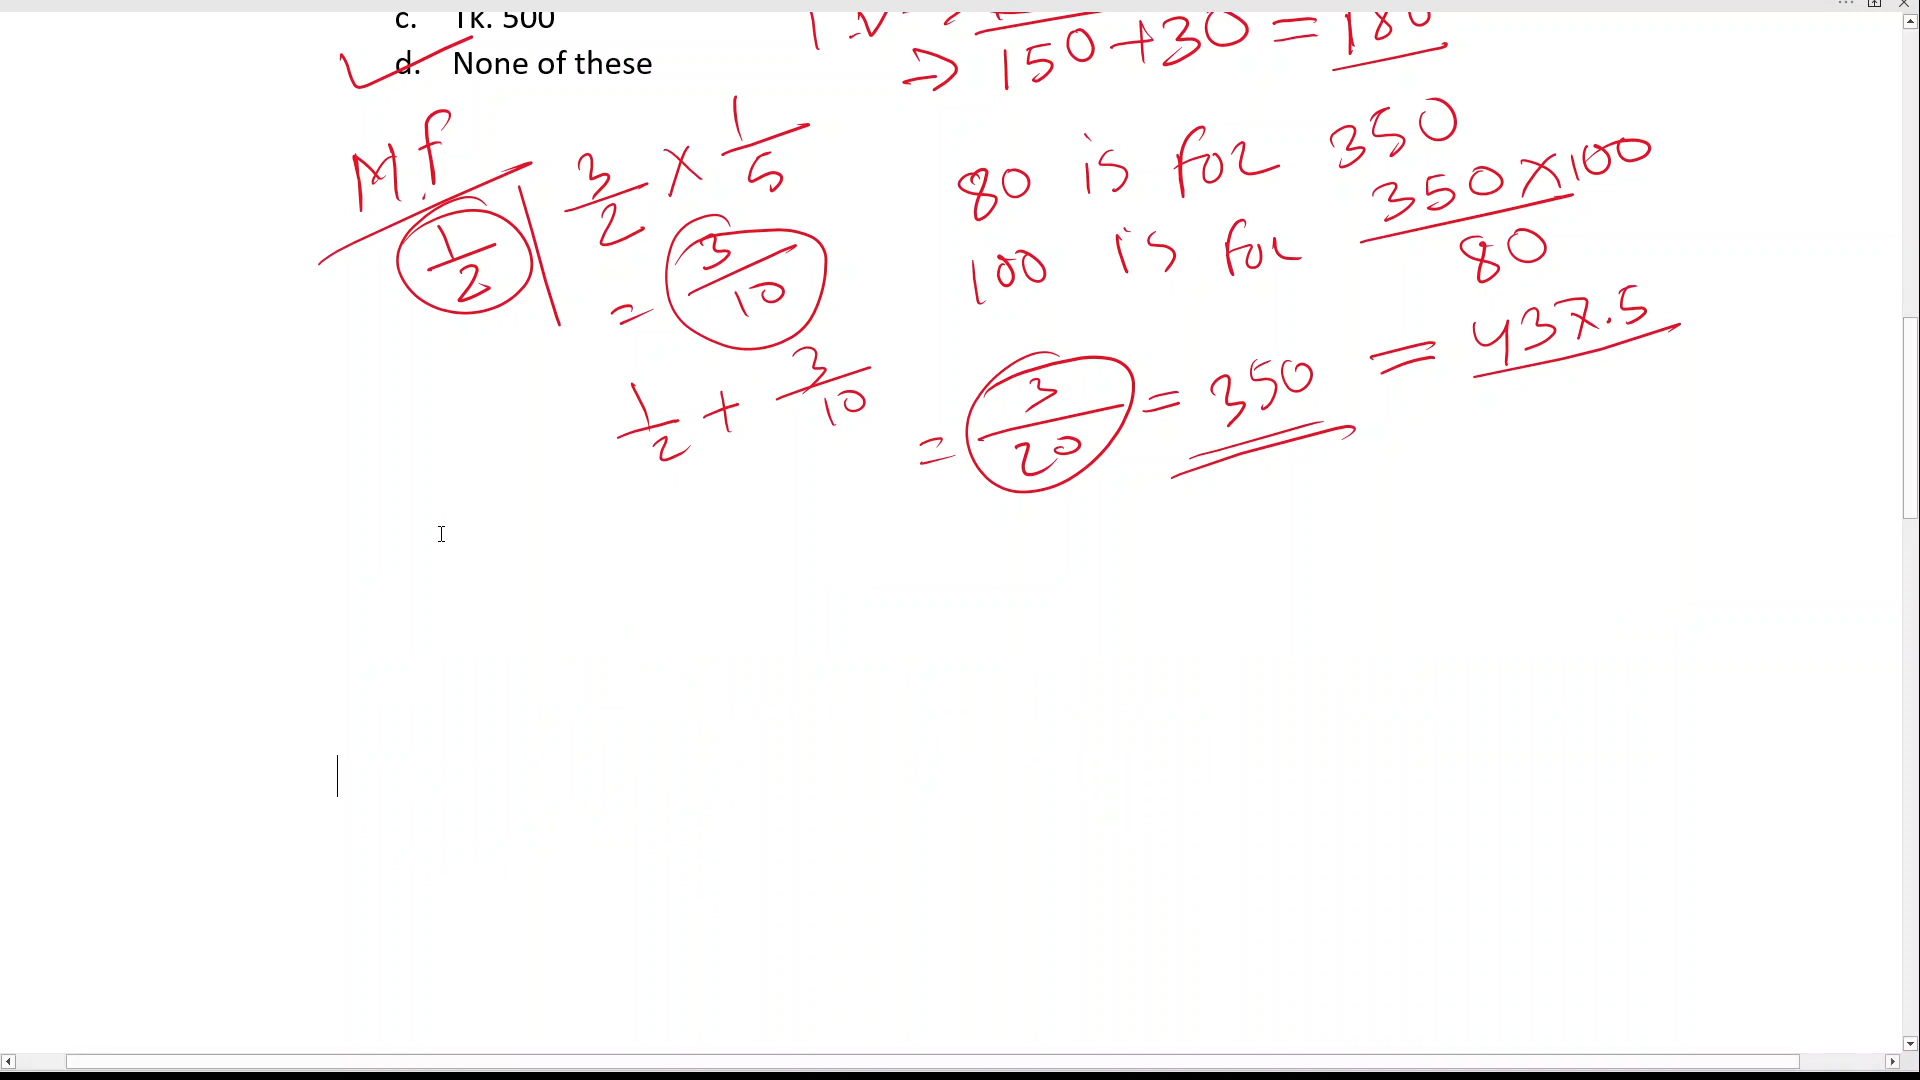 c. Tk. 500
d. None of these
⇒ 150 + 30 = 180
M.f
1/2
3/2 × 1/5
= 3/10
1/2 + 3/10 = 3/20 = 350
80 is for 350
100 is for 350×100/80
= 437.5